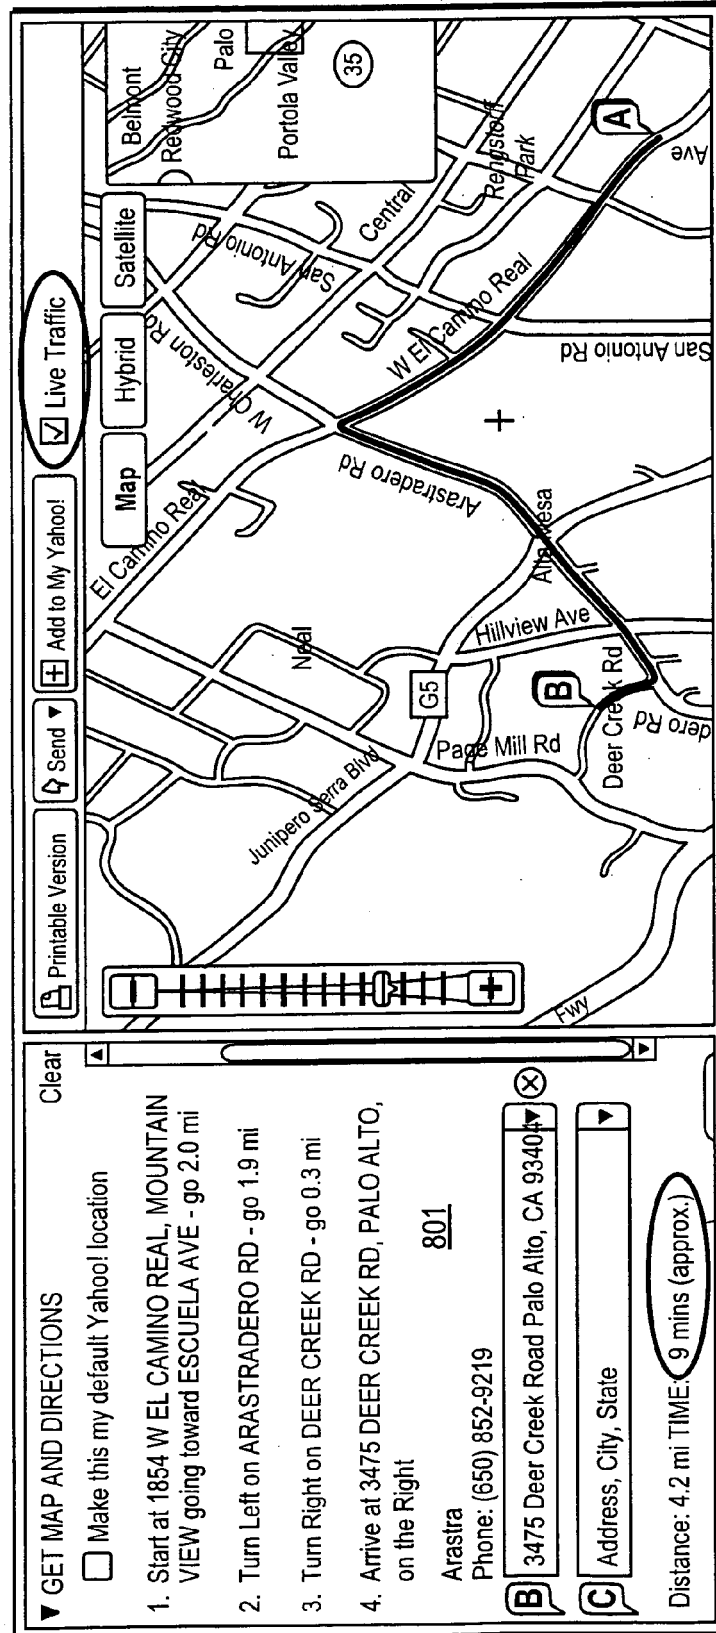 ▼ GET MAP AND DIRECTIONS
Clear
Make this my default Yahoo! location
1. Start at 1854 W EL CAMINO REAL, MOUNTAIN
VIEW going toward ESCUELA AVE - go 2.0 mi
2. Turn Left on ARASTRADERO RD - go 1.9 mi
3. Turn Right on DEER CREEK RD - go 0.3 mi
4. Arrive at 3475 DEER CREEK RD, PALO ALTO,
on the Right
801
Arastra
Phone: (650) 852-9219
B 3475 Deer Creek Road Palo Alto, CA 93404
C Address, City, State
Distance: 4.2 mi TIME: 9 mins (approx.)
Printable Version
Send ▼
Add to My Yahoo!
Live Traffic
Map
Hybrid
Satellite
Belmont
Redwood City
Palo
Portola Valley
35
El Camino Real
W Charleston Rd
San Antonio Rd
Central
Rengstorff
Park
A
Ave
W El Camino Real
San Antonio Rd
Arastradero Rd
Alta Mesa
Neal
Hillview Ave
G5
B
Junipero Serra Blvd
Page Mill Rd
Deer Creek Rd
dero Rd
Fwy